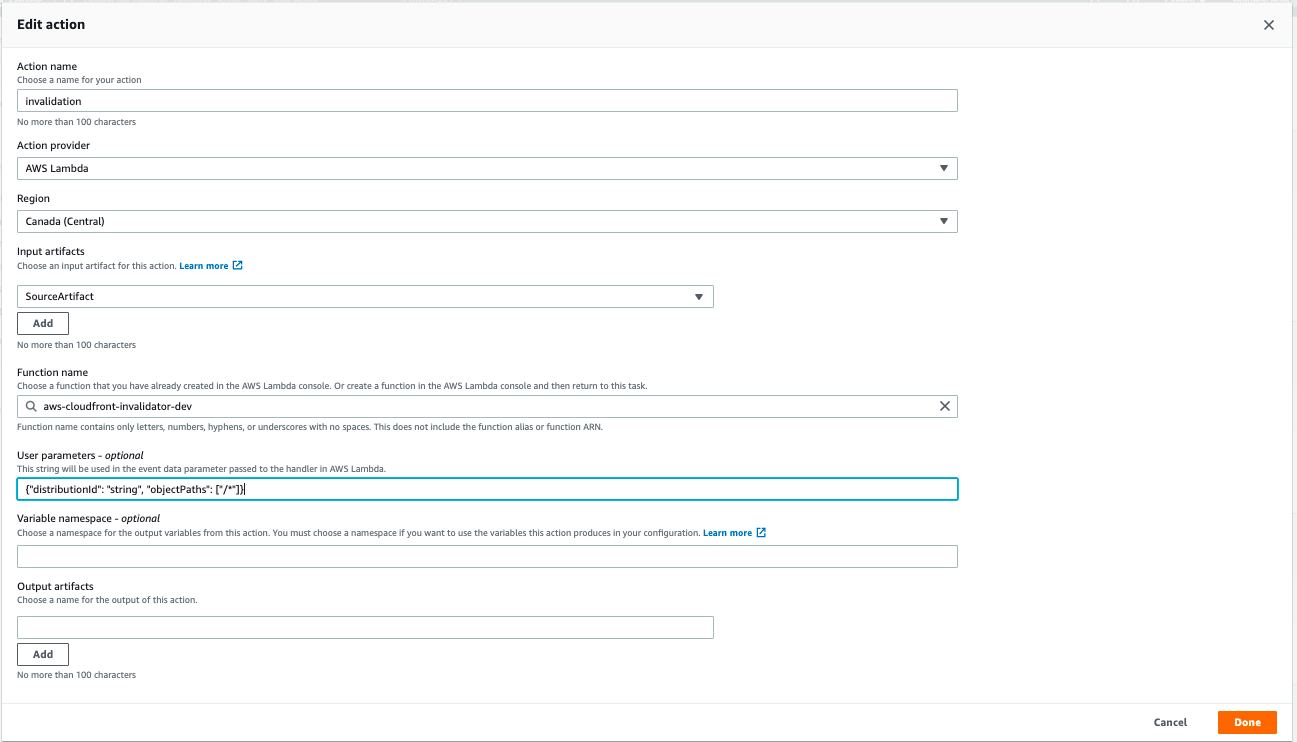 Edit action
Action name
Choose a name for your action
invalidation
No more than 100 characters
Action provider
AWS Lambda
Region
Canada (Central)
Input artifacts
Choose an input artifact for this action. Learn more
SourceArtifact
Add
No more than 100 characters
Function name
Choose a function that you have already created in the AWS Lambda console. Or create a function in the AWS Lambda console and then return to this task.
aws-cloudfront-invalidator-dev
Function name contains only letters, numbers, hyphens, or underscores with no spaces. This does not include the function alias or function ARN.
User parameters - optional
This string will be used in the event data parameter passed to the handler in AWS Lambda.
{"distributionId": "string", "objectPaths": ["/*"]}
Variable namespace - optional
Choose a namespace for the output variables from this action. You must choose a namespace if you want to use the variables this action produces in your configuration. Learn more
Output artifacts
Choose a name for the output of this action.
Add
No more than 100 characters
Cancel
Done